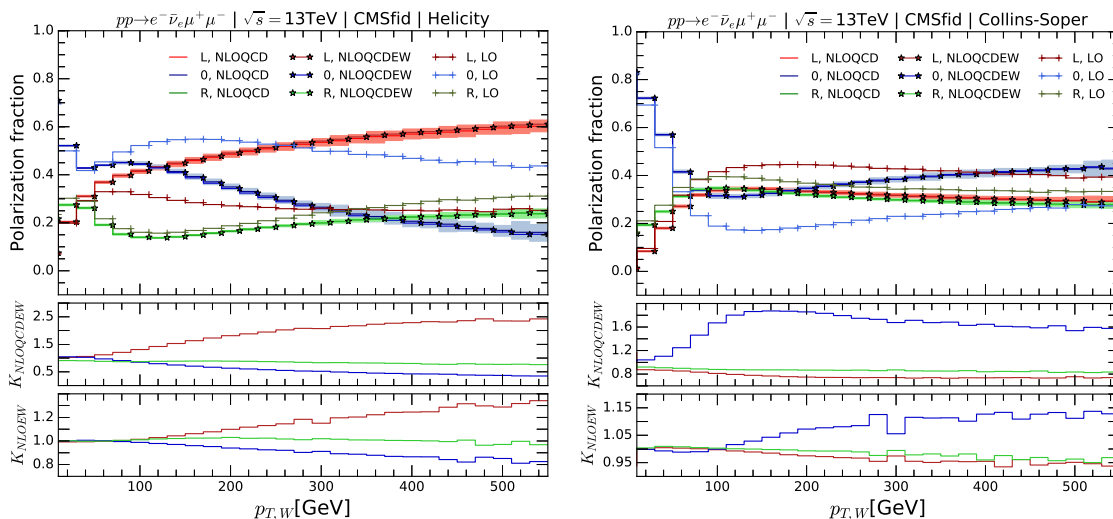 pp→e⁻ν̄ₑμ⁺μ⁻ | √s = 13TeV | CMSfid | Helicity
Polarization fraction
1.0
0.8
0.6
0.4
0.2
0.0
L, NLOQCD
0, NLOQCD
R, NLOQCD
L, NLOQCDEW
0, NLOQCDEW
R, NLOQCDEW
L, LO
0, LO
R, LO
K_NLOQCDEW
2.5
1.5
0.5
K_NLOEW
1.2
1.0
0.8
100 200 300 400 500
p_T,W[GeV]
pp→e⁻ν̄ₑμ⁺μ⁻ | √s = 13TeV | CMSfid | Collins-Soper
Polarization fraction
1.0
0.8
0.6
0.4
0.2
0.0
L, NLOQCD
0, NLOQCD
R, NLOQCD
L, NLOQCDEW
0, NLOQCDEW
R, NLOQCDEW
L, LO
0, LO
R, LO
K_NLOQCDEW
1.6
1.2
0.8
K_NLOEW
1.15
1.05
0.95
100 200 300 400 500
p_T,W[GeV]